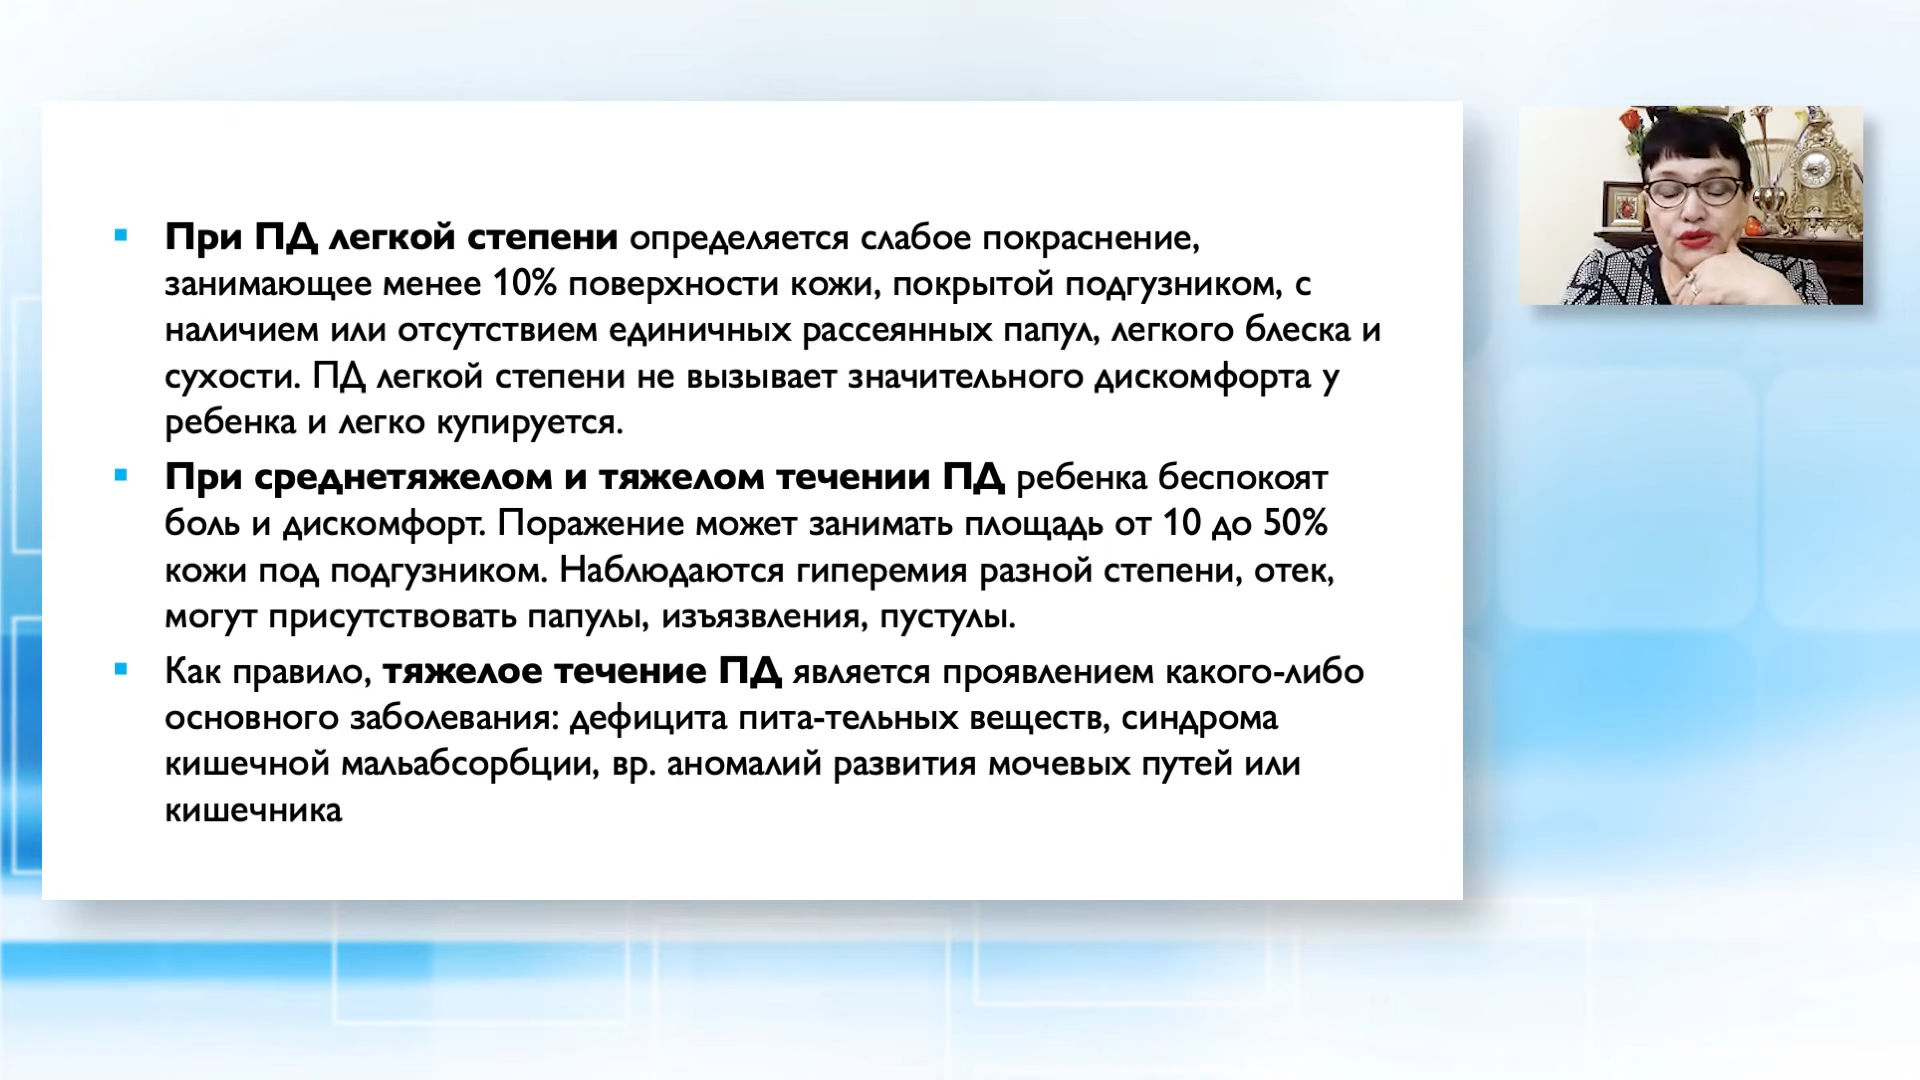 При ПД легкой степени определяется слабое покраснение,
занимающее менее 10% поверхности кожи, покрытой подгузником, с
наличием или отсутствием единичных рассеянных папул, легкого блеска и
сухости. ПД легкой степени не вызывает значительного дискомфорта у
ребенка и легко купируется.
При среднетяжелом и тяжелом течении ПД ребенка беспокоят
боль и дискомфорт. Поражение может занимать площадь от 10 до 50%
кожи под подгузником. Наблюдаются гиперемия разной степени, отек,
могут присутствовать папулы, изъязвления, пустулы.
Как правило, тяжелое течение ПД является проявлением какого-либо
основного заболевания: дефицита пита-тельных веществ, синдрома
кишечной мальабсорбции, вр. аномалий развития мочевых путей или
кишечника